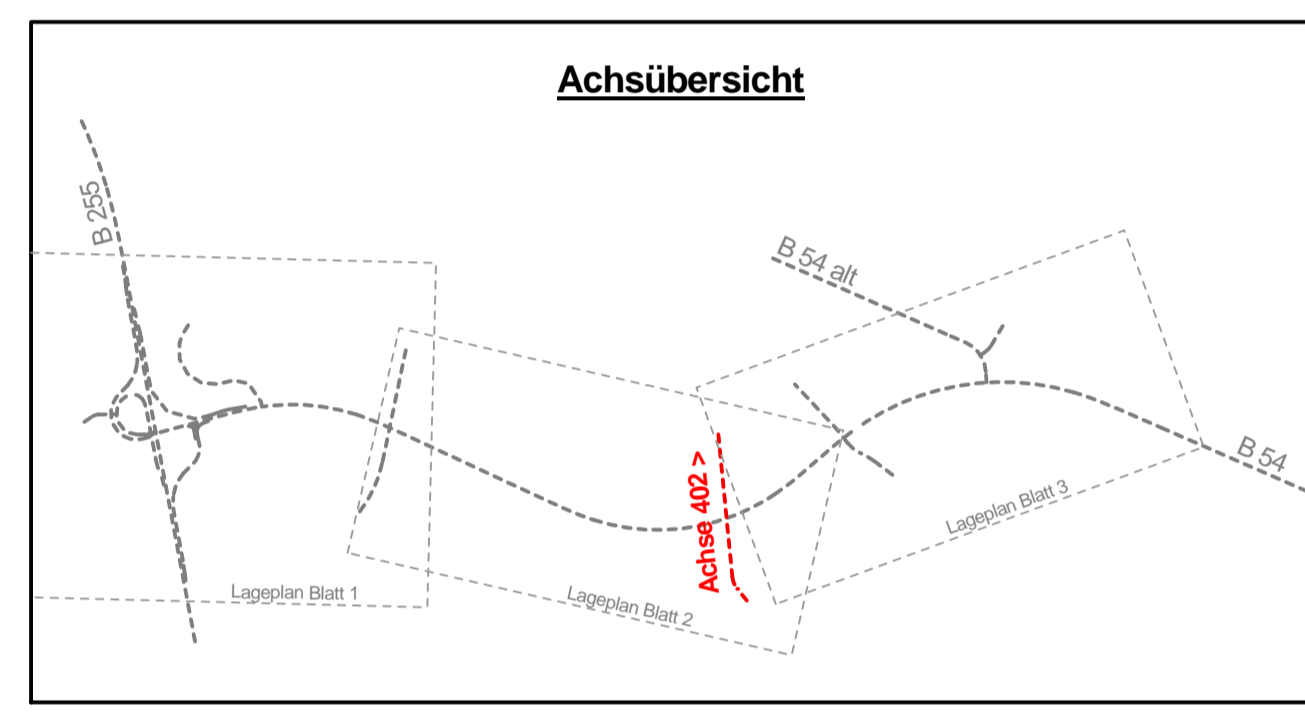 Achsübersicht
B 255
B 54 alt
Achse 402 >
B 54
Lageplan Blatt 3
Lageplan Blatt 1
Lageplan Blatt 2